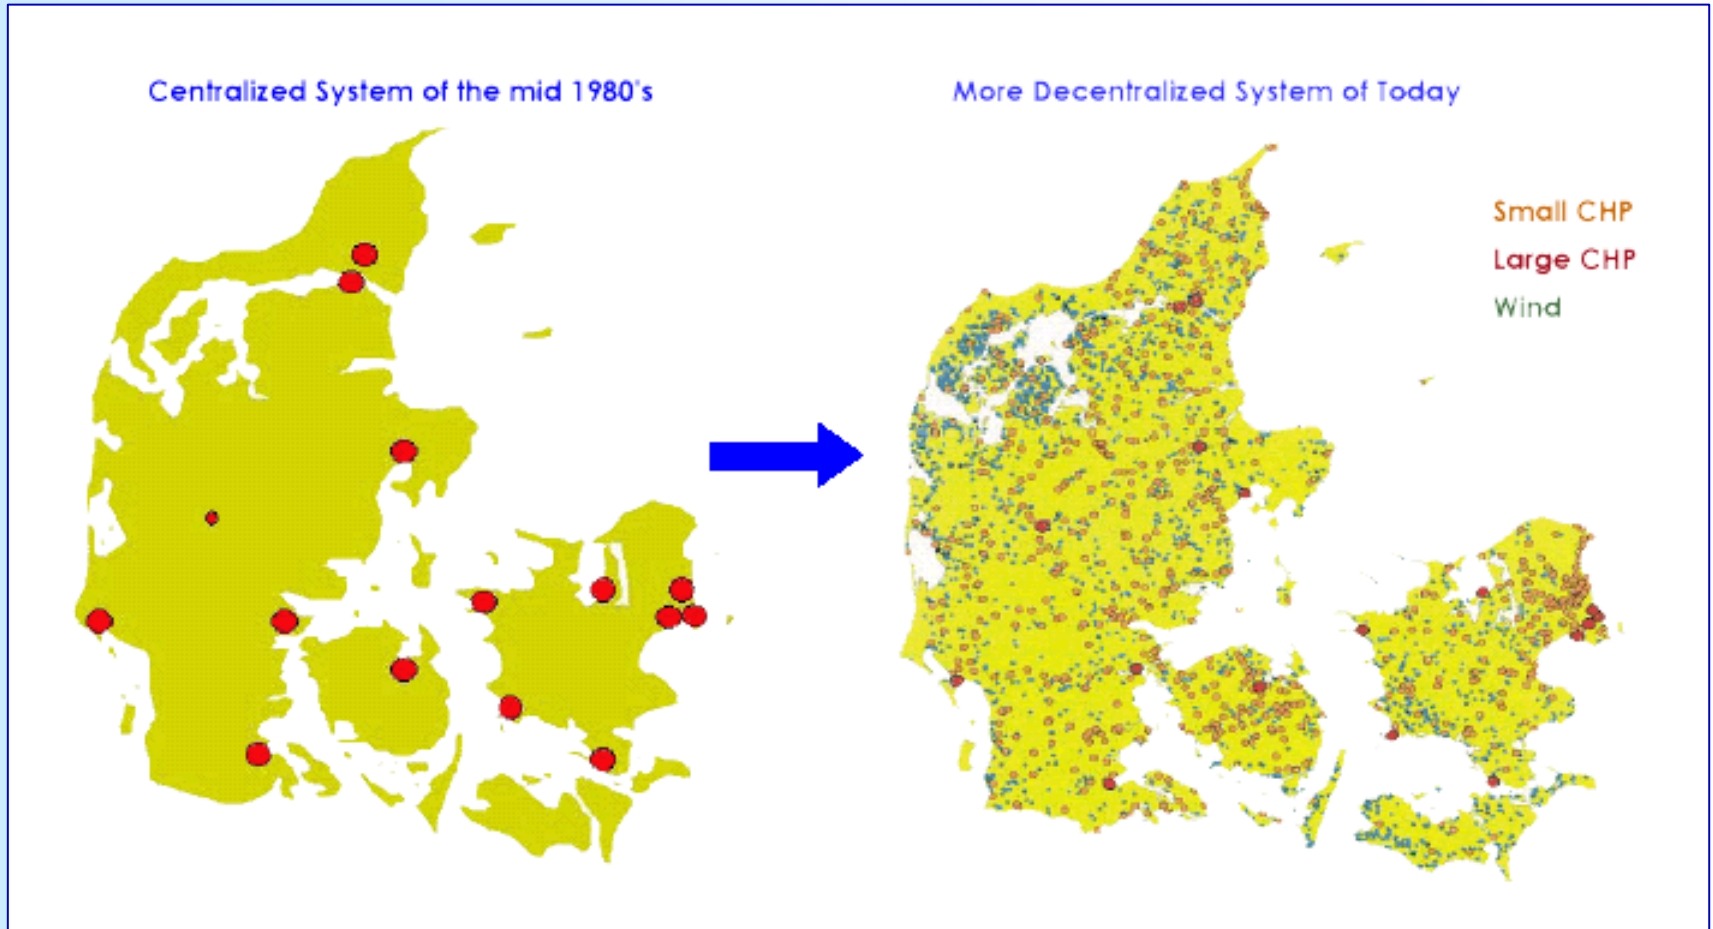 Centralized System of the mid 1980's
More Decentralized System of Today
Small CHP
Large CHP
Wind